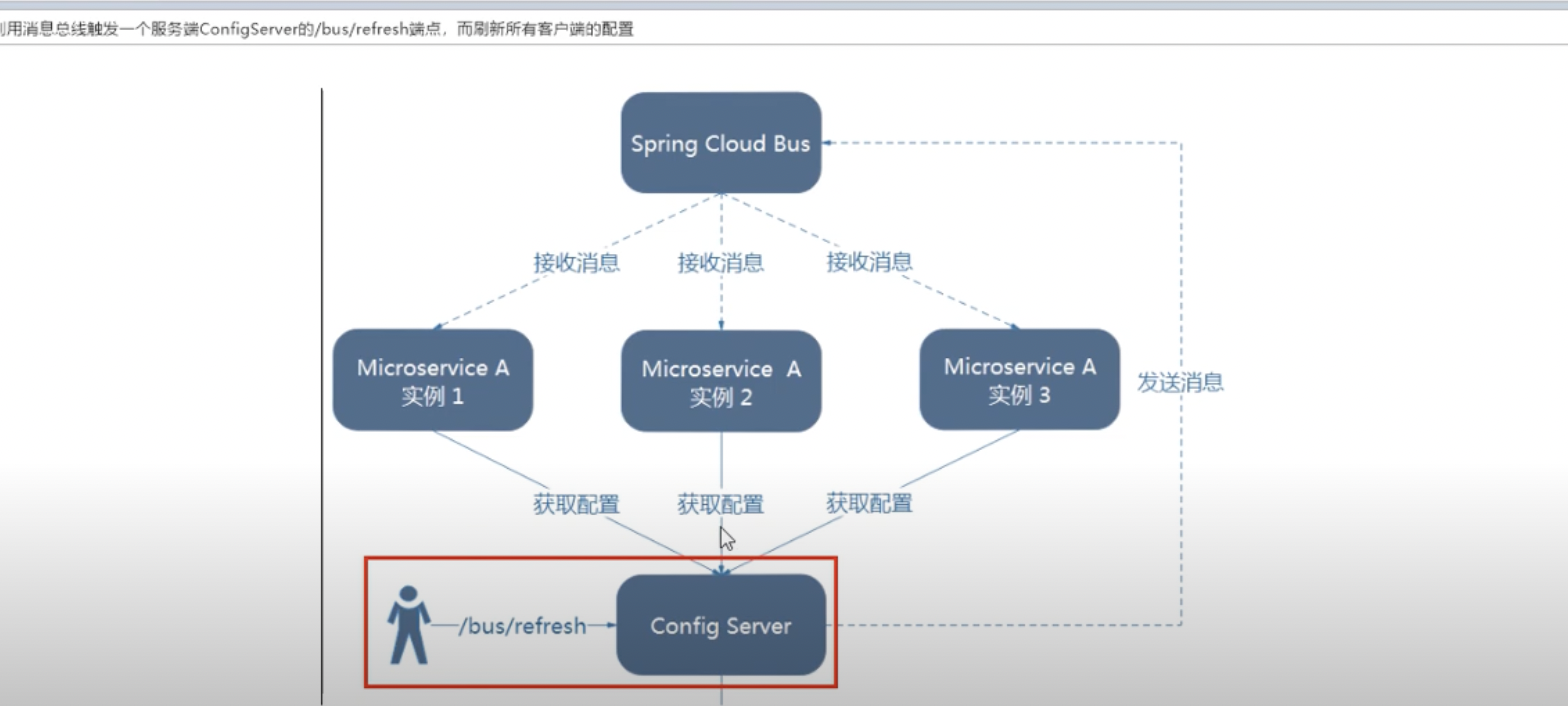 用消息总线触发一个服务端ConfigServer的/bus/refresh端点，而刷新所有客户端的配置
Spring Cloud Bus
接收消息
接收消息
接收消息
Microservice A
实例 1
Microservice A
实例 2
Microservice A
实例 3
发送消息
获取配置
获取配置
获取配置
/bus/refresh
Config Server